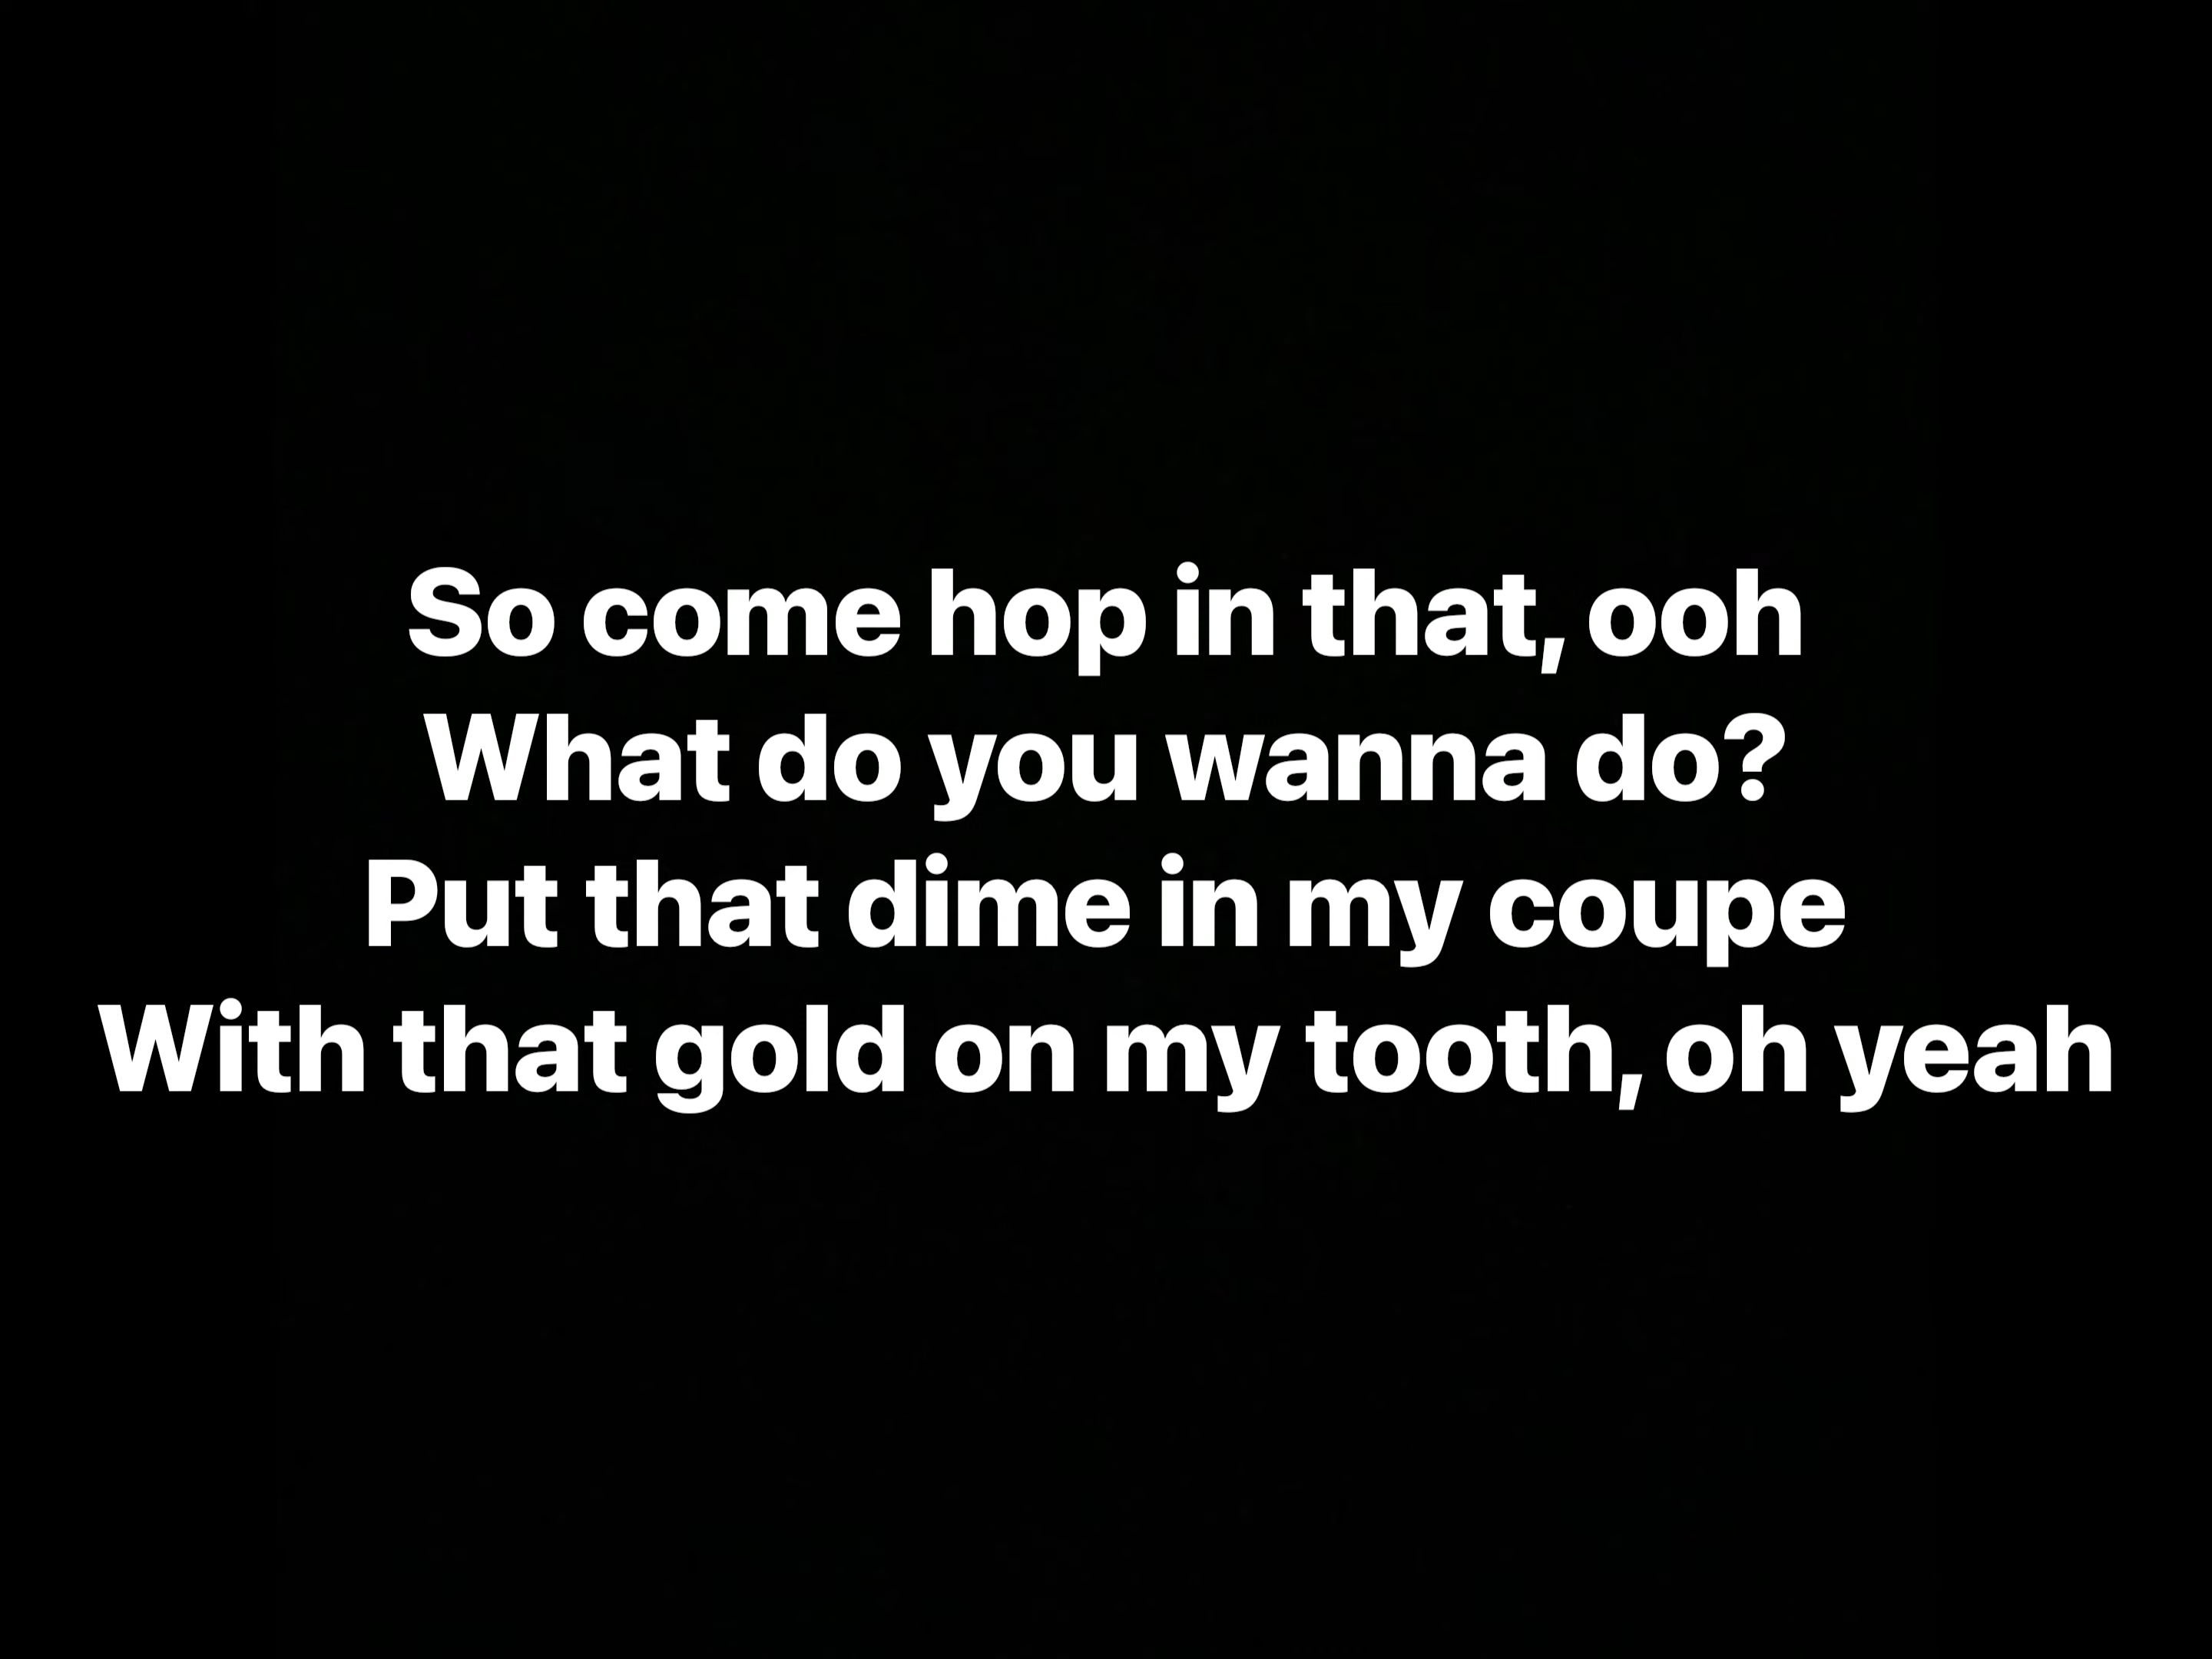 So come hop in that, ooh
What do you wanna do?
Put that dime in my coupe
With that gold on my tooth, oh yeah